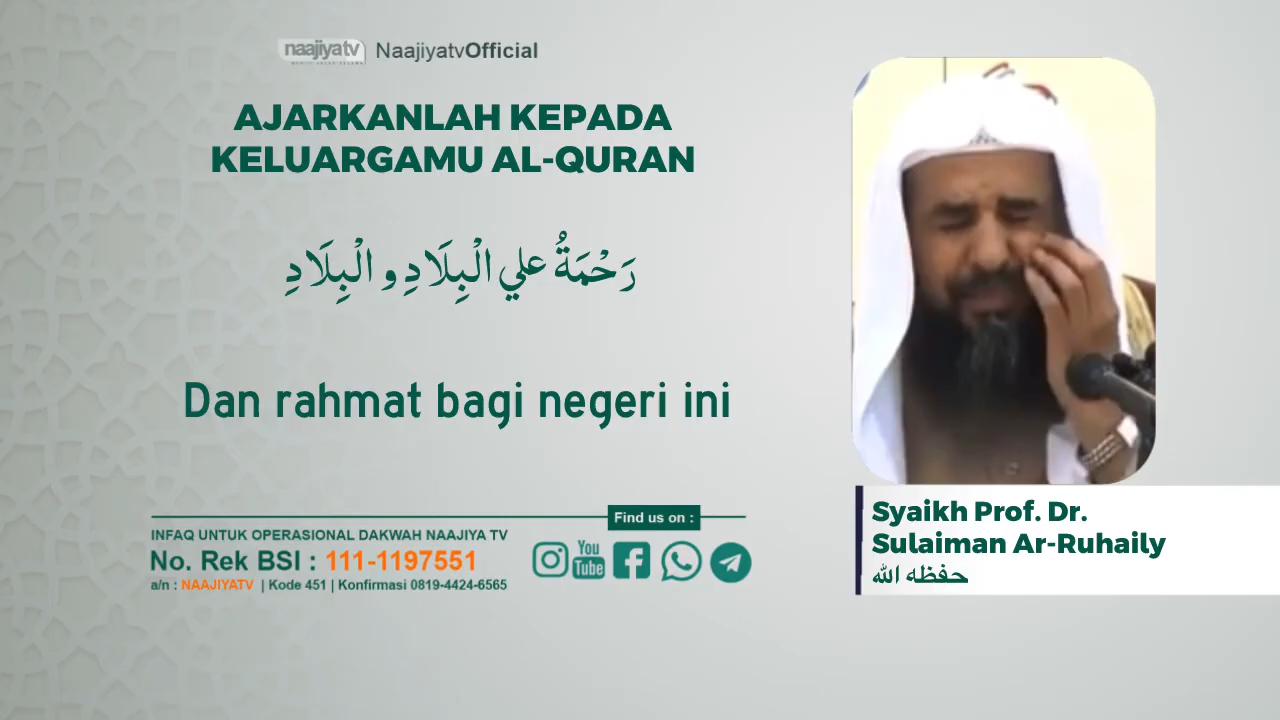 naajiyatv NaajiyatvOfficial
AJARKANLAH KEPADA
KELUARGAMU AL-QURAN
رَحْمَةُ علي الْبِلَادِ و الْبِلَادِ
Dan rahmat bagi negeri ini
Find us on :
INFAQ UNTUK OPERASIONAL DAKWAH NAAJIYA TV
No. Rek BSI : 111-1197551
a/n : NAAJIYATV | Kode 451 | Konfirmasi 0819-4424-6565
You
Tube
Syaikh Prof. Dr.
Sulaiman Ar-Ruhaily
حفظه الله